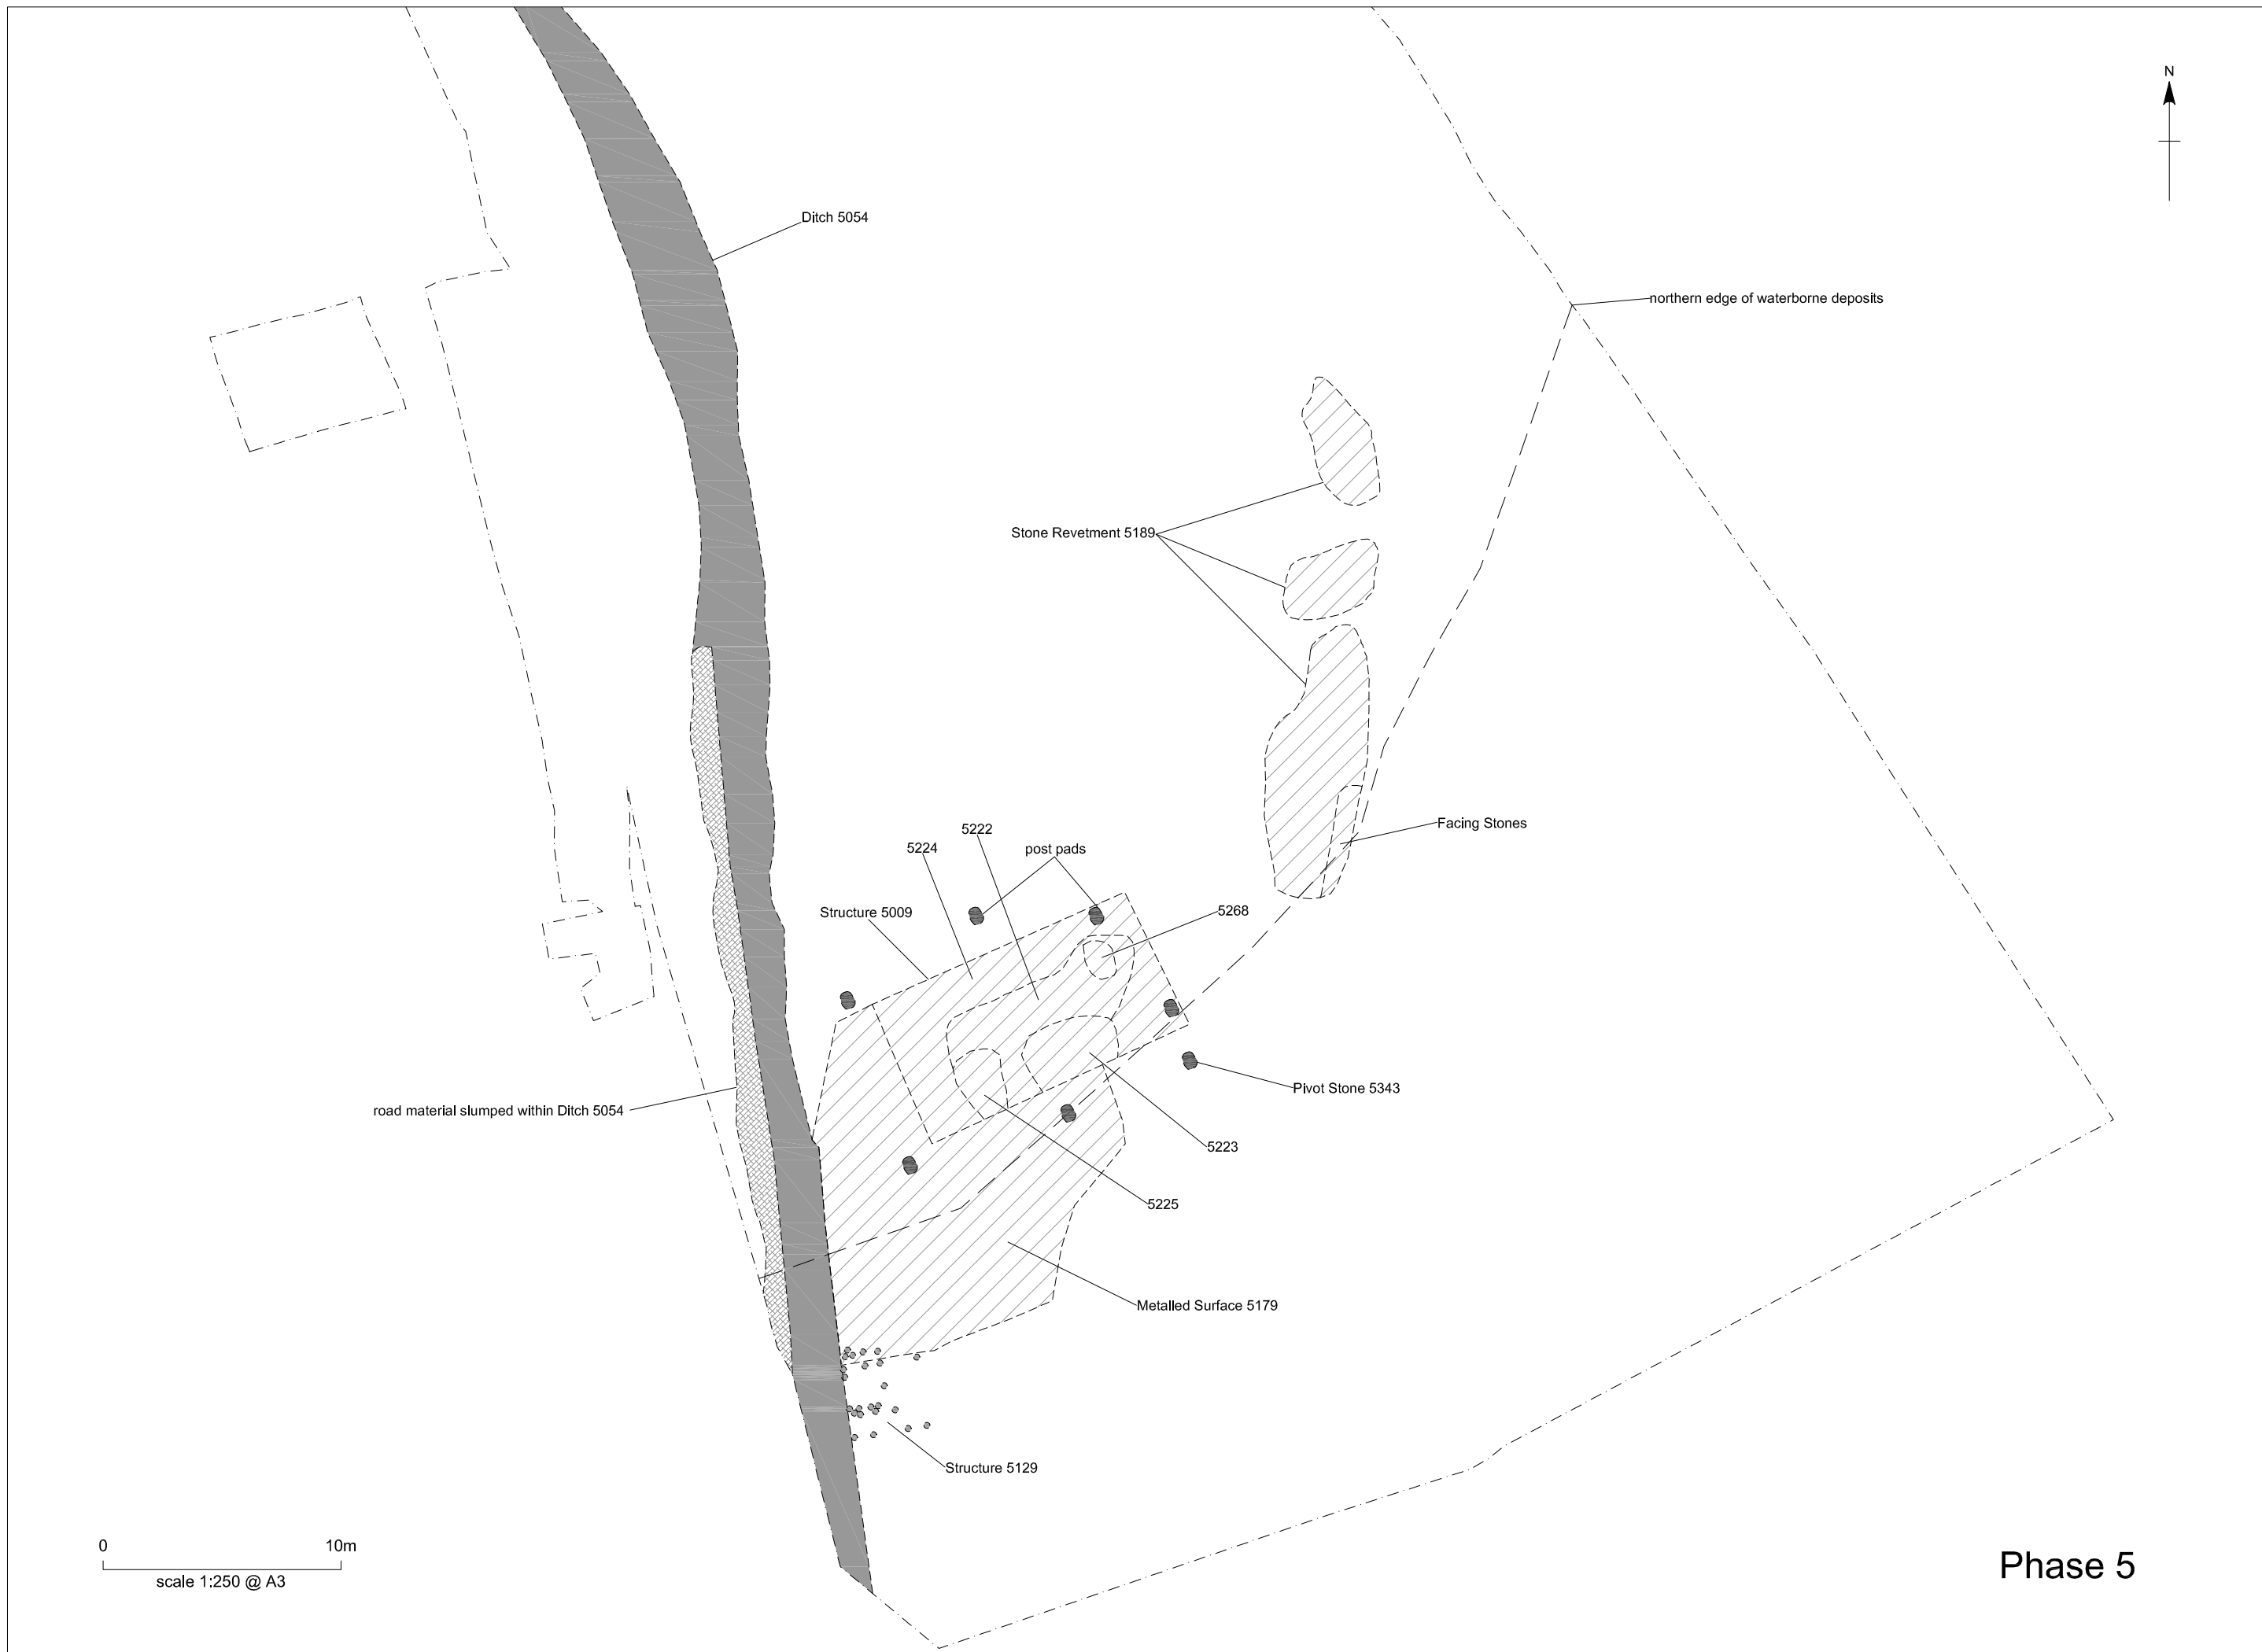 N
Ditch 5054
northern edge of waterborne deposits
Stone Revetment 5189
Facing Stones
5222
5224
post pads
Structure 5009
5268
Pivot Stone 5343
road material slumped within Ditch 5054
5223
5225
Metalled Surface 5179
Structure 5129
0 10m
scale 1:250 @ A3
Phase 5